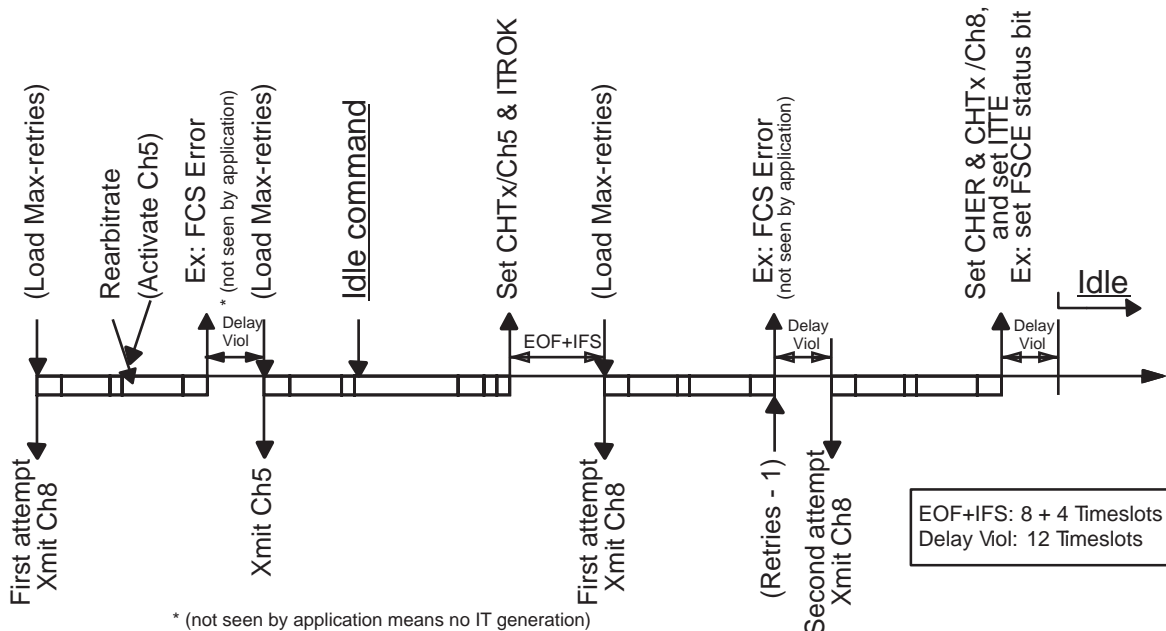 (Load Max-retries)
Rearbitrate
(Activate Ch5)
Ex: FCS Error
* (not seen by application)
(Load Max-retries)
Idle command
Set CHTx/Ch5 & ITROK
(Load Max-retries)
Ex: FCS Error
(not seen by application)
Set CHER & CHTx /Ch8,
and set ITTE
Ex: set FSCE status bit
Idle
Delay
Viol
EOF+IFS
Delay
Viol
Delay
Viol
First attempt
Xmit Ch8
Xmit Ch5
First attempt
Xmit Ch8
(Retries - 1)
Second attempt
Xmit Ch8
EOF+IFS: 8 + 4 Timeslots
Delay Viol: 12 Timeslots
* (not seen by application means no IT generation)